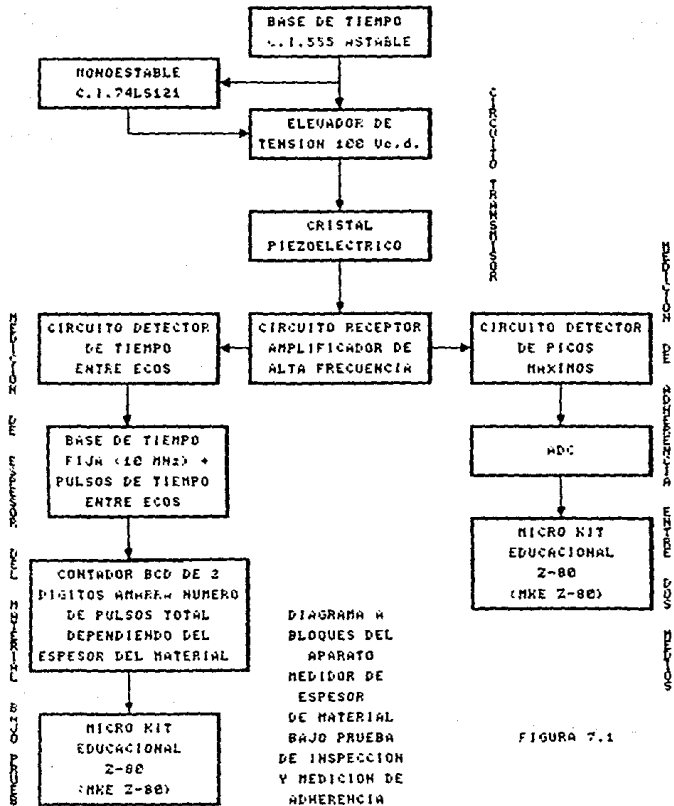 BASE DE TIEMPO
C.I.555 ASTABLE
MONOESTABLE
C.I.74LS121
ELEVADOR DE
TENSION 100 Vc.d.
CIRCUITO TRANSMISOR
CRISTAL
PIEZOELECTRICO
CIRCUITO DETECTOR
DE TIEMPO
ENTRE ECOS
CIRCUITO RECEPTOR
AMPLIFICADOR DE
ALTA FRECUENCIA
CIRCUITO DETECTOR
DE PICOS
MAXIMOS
MEDICION DE ESPESOR DEL MATERIAL BAJO PRUEB
MEDICION DE ADHERENCIA ENTRE DOS MEDIOS
BASE DE TIEMPO
FIJA (10 MHz) +
PULSOS DE TIEMPO
ENTRE ECOS
ADC
MICRO KIT
EDUCACIONAL
Z-80
(MKE Z-80)
CONTADOR BCD DE 2
DIGITOS AMARRA NUMERO
DE PULSOS TOTAL
DEPENDIENDO DEL
ESPESOR DEL MATERIAL
MICRO KIT
EDUCACIONAL
Z-80
(MKE Z-80)
DIAGRAMA A
BLOQUES DEL
APARATO
MEDIDOR DE
ESPESOR
DE MATERIAL
BAJO PRUEBA
DE INSPECCION
Y MEDICION DE
ADHERENCIA
FIGURA 7.1